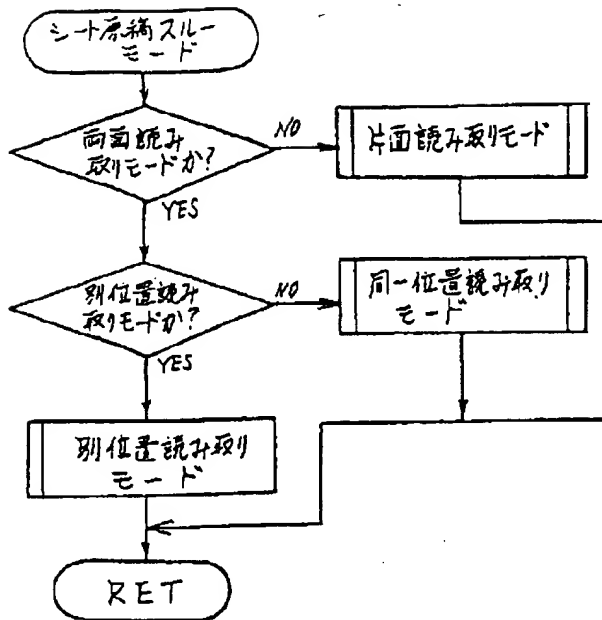 シート原稿スルー
モード
両面読み
取りモードか?
NO
片面読み取りモード
YES
別位置読み
取りモードか?
NO
同一位置読み取り
モード
YES
別位置読み取り
モード
RET